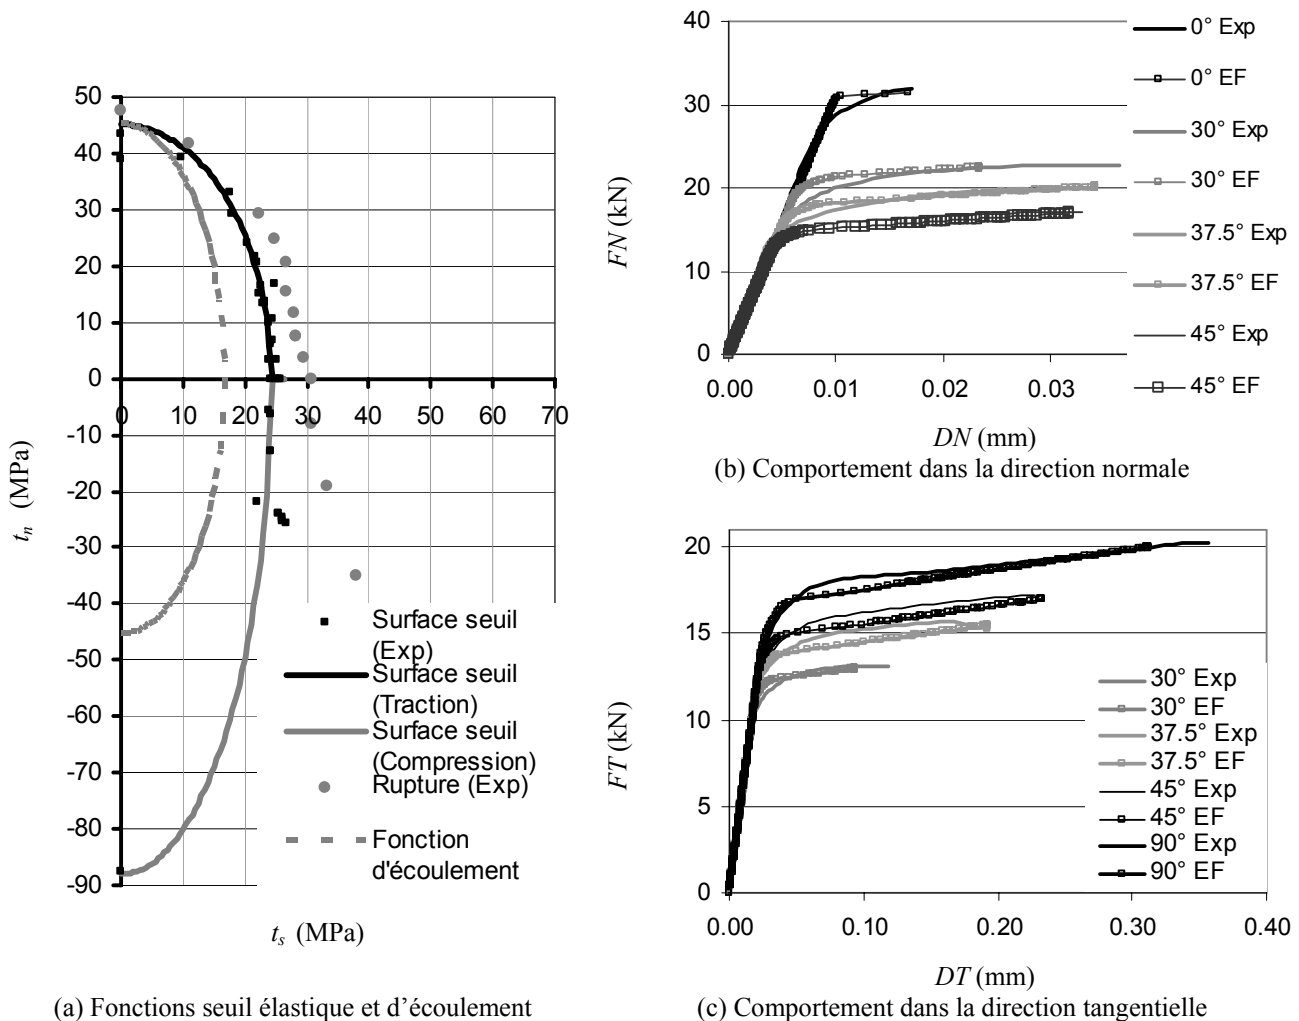 50
40
30
20
10
0
-10
-20
-30
-40
-50
-60
-70
-80
-90
0 10 20 30 40 50 60 70
tn (MPa)
ts (MPa)
Surface seuil
(Exp)
Surface seuil
(Traction)
Surface seuil
(Compression)
Rupture (Exp)
Fonction
d'écoulement
(a) Fonctions seuil élastique et d’écoulement
40
30
20
10
0
0.00 0.01 0.02 0.03
FN (kN)
DN (mm)
0° Exp
0° EF
30° Exp
30° EF
37.5° Exp
37.5° EF
45° Exp
45° EF
(b) Comportement dans la direction normale
20
15
10
5
0
0.00 0.10 0.20 0.30 0.40
FT (kN)
DT (mm)
30° Exp
30° EF
37.5° Exp
37.5° EF
45° Exp
45° EF
90° Exp
90° EF
(c) Comportement dans la direction tangentielle